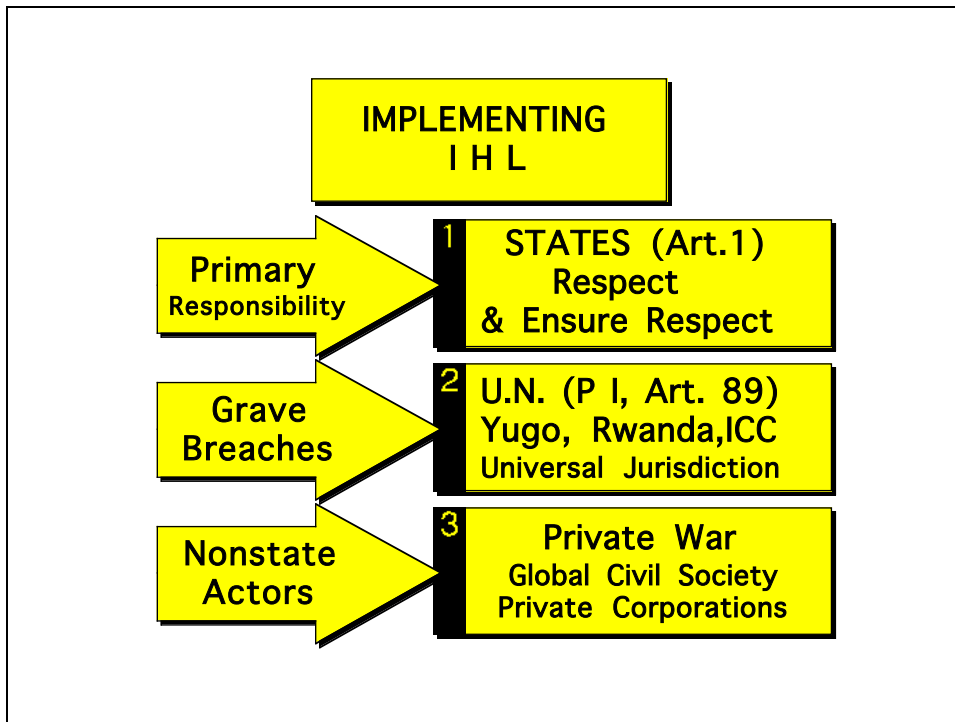 IMPLEMENTING
I H L
Primary
Responsibility
1
STATES (Art.1)
Respect
& Ensure Respect
Grave
Breaches
2
U.N. (P I, Art. 89)
Yugo, Rwanda,ICC
Universal Jurisdiction
Nonstate
Actors
3
Private War
Global Civil Society
Private Corporations